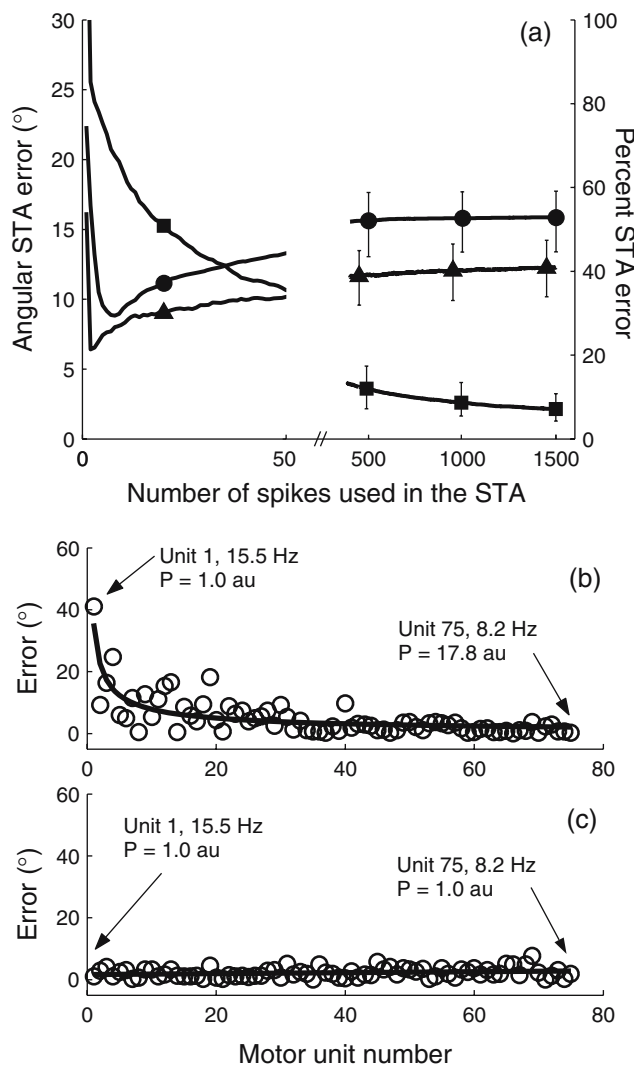 (a)
30
25
20
15
10
5
0
Angular STA error (°)
100
80
60
40
20
0
Percent STA error
0 50 // 500 1000 1500
Number of spikes used in the STA
(b)
60
40
20
0
Error (°)
Unit 1, 15.5 Hz
P = 1.0 au
Unit 75, 8.2 Hz
P = 17.8 au
0 20 40 60 80
(c)
60
40
20
0
Error (°)
Unit 1, 15.5 Hz
P = 1.0 au
Unit 75, 8.2 Hz
P = 1.0 au
0 20 40 60 80
Motor unit number